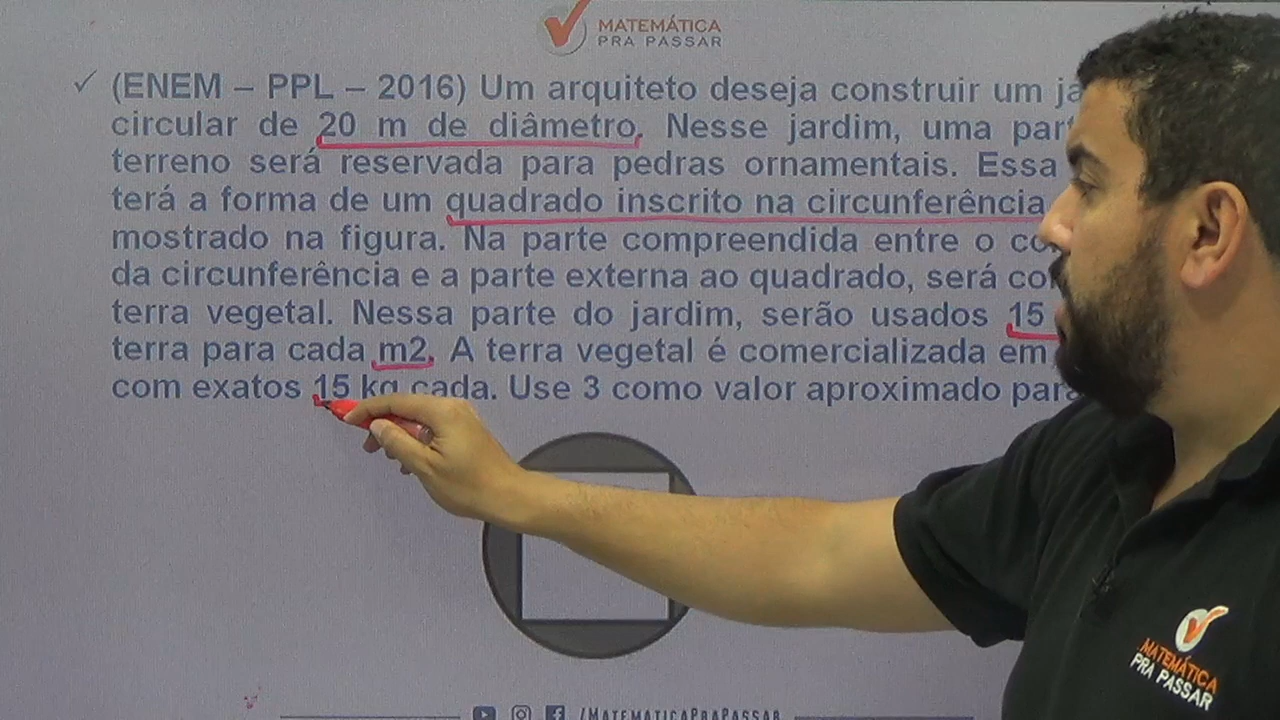 MATEMÁTICA
PRA PASSAR
(ENEM – PPL – 2016) Um arquiteto deseja construir um
circular de 20 m de diâmetro. Nesse jardim, uma
terreno será reservada para pedras ornamentais. Essa
terá a forma de um quadrado inscrito na circunferência
mostrado na figura. Na parte compreendida entre o
da circunferência e a parte externa ao quadrado, será
terra vegetal. Nessa parte do jardim, serão usados 15
terra para cada m2. A terra vegetal é comercializada em
com exatos 15 kg cada. Use 3 como valor aproximado
MATEMÁTICA
PRA PASSAR
/MATEMATICAPRAPASSAR